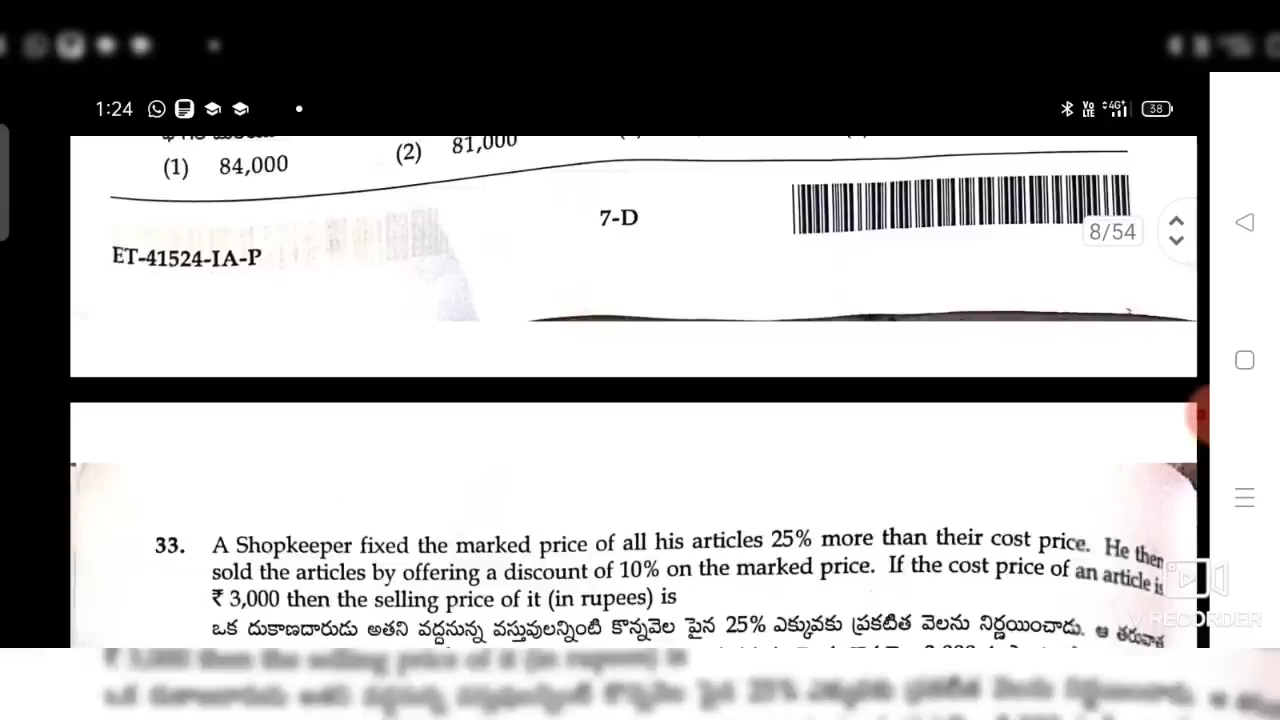 1:24
38
(1) 84,000
(2) 81,000
7-D
8/54
ET-41524-IA-P
33. A Shopkeeper fixed the marked price of all his articles 25% more than their cost price. He then
sold the articles by offering a discount of 10% on the marked price. If the cost price of an article is
₹ 3,000 then the selling price of it (in rupees) is
ఒక దుకాణదారుడు అతని వద్దనున్న వస్తువులన్నింటి కొన్నవెల పైన 25% ఎక్కువకు ప్రకటిత వెలను నిర్ణయించాడు. ఆ తరువాత
V RECORDER